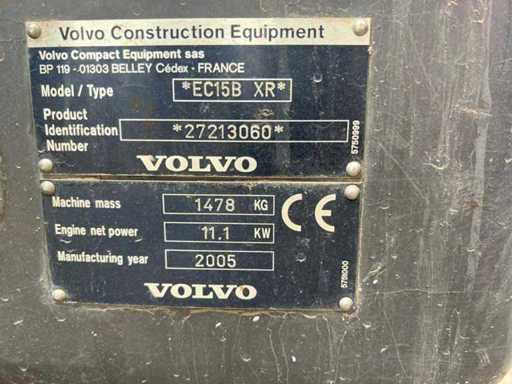 Volvo Construction Equipment
Volvo Compact Equipment sas
BP 119 - 01303 BELLEY Cédex - FRANCE
Model / Type *EC15B XR*
Product
Identification *27213060*
Number
5750999
VOLVO
Machine mass 1478 KG
Engine net power 11.1 KW
CE
Manufacturing year 2005
VOLVO